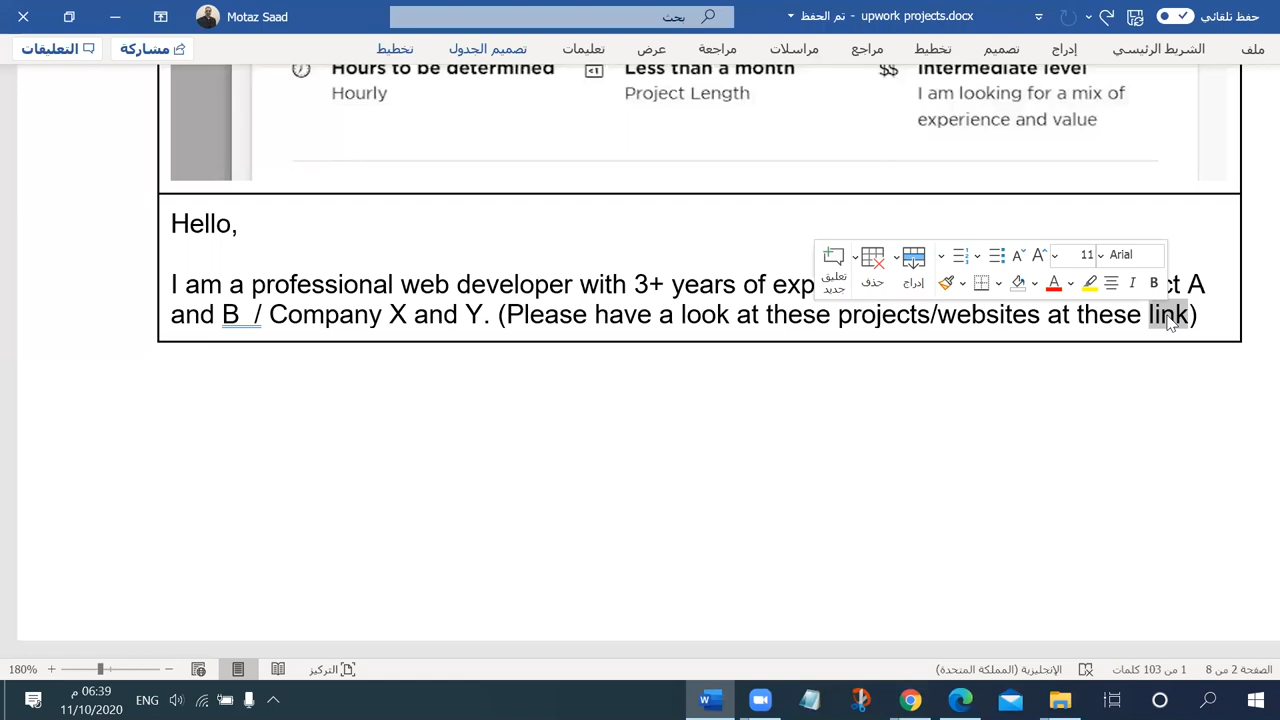 Motaz Saad
بحث
upwork projects.docx - تم الحفظ
حفظ تلقائي
ملف
الشريط الرئيسي
إدراج
تصميم
تخطيط
مراجع
مراسلات
مراجعة
عرض
تعليمات
تصميم الجدول
تخطيط
مشاركة
التعليقات
Hours to be determined
Hourly
Less than a month
Project Length
$$
Intermediate level
I am looking for a mix of
experience and value
Hello,
I am a professional web developer with 3+ years of exp ct A
and B / Company X and Y. (Please have a look at these projects/websites at these link)
تعليق جديد
حذف
إدراج
11
Arial
A
I
B
180%
التركيز
الإنجليزية (المملكة المتحدة)
1 من 103 كلمات
الصفحة 2 من 8
06:39 م
11/10/2020
ENG